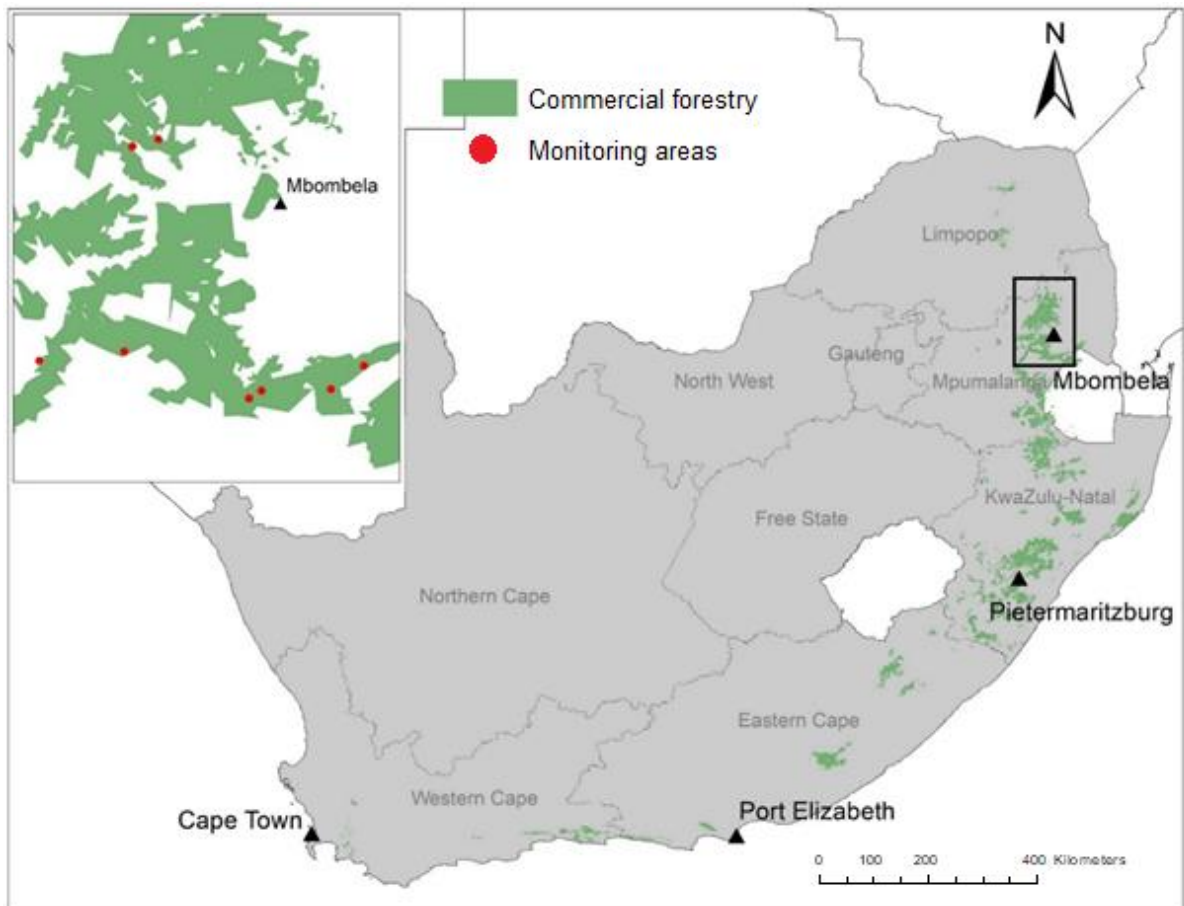 N
Commercial forestry
Monitoring areas
Mbombela
Limpopo
Gauteng
North West
Mpumalanga
Mbombela
KwaZulu-Natal
Free State
Northern Cape
Pietermaritzburg
Eastern Cape
Western Cape
Port Elizabeth
Cape Town
0 100 200 400 Kilometers